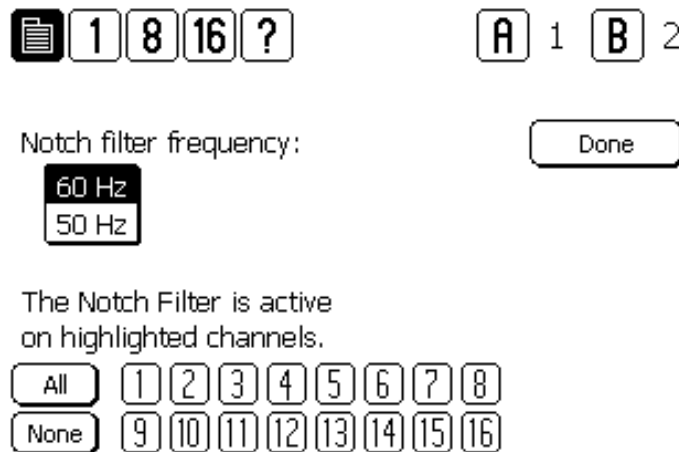 1 8 16 ? A 1 B 2
Notch filter frequency: Done
60 Hz
50 Hz
The Notch Filter is active
on highlighted channels.
All 1 2 3 4 5 6 7 8
None 9 10 11 12 13 14 15 16